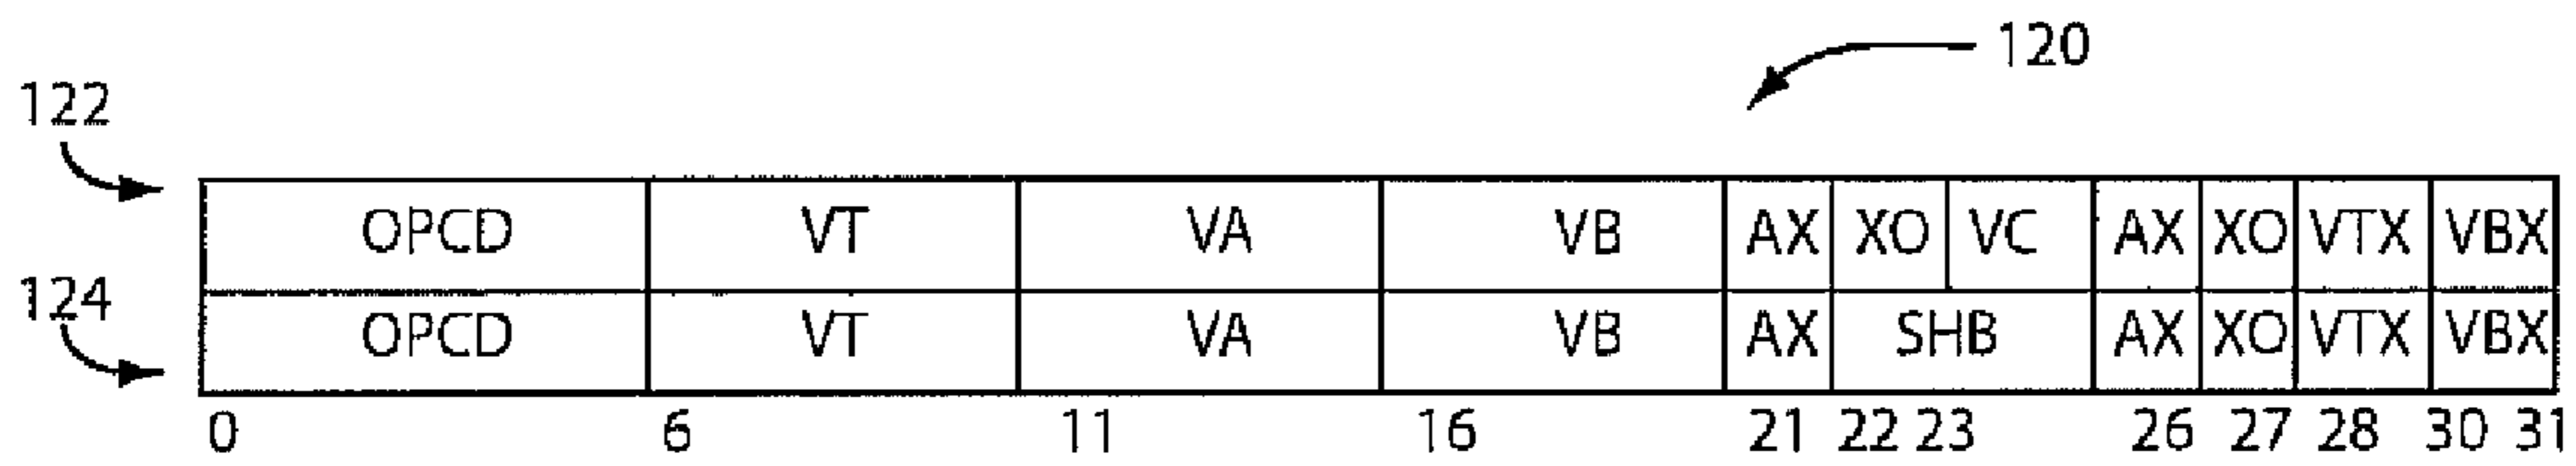 120
122
OPCD VT VA VB AX XO VC AX XO VTX VBX
124
OPCD VT VA VB AX SHB AX XO VTX VBX
0 6 11 16 21 22 23 26 27 28 30 31